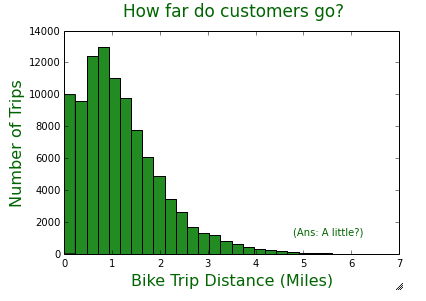 How far do customers go?
Number of Trips
14000
12000
10000
8000
6000
4000
2000
0
(Ans: A little?)
0 1 2 3 4 5 6 7
Bike Trip Distance (Miles)